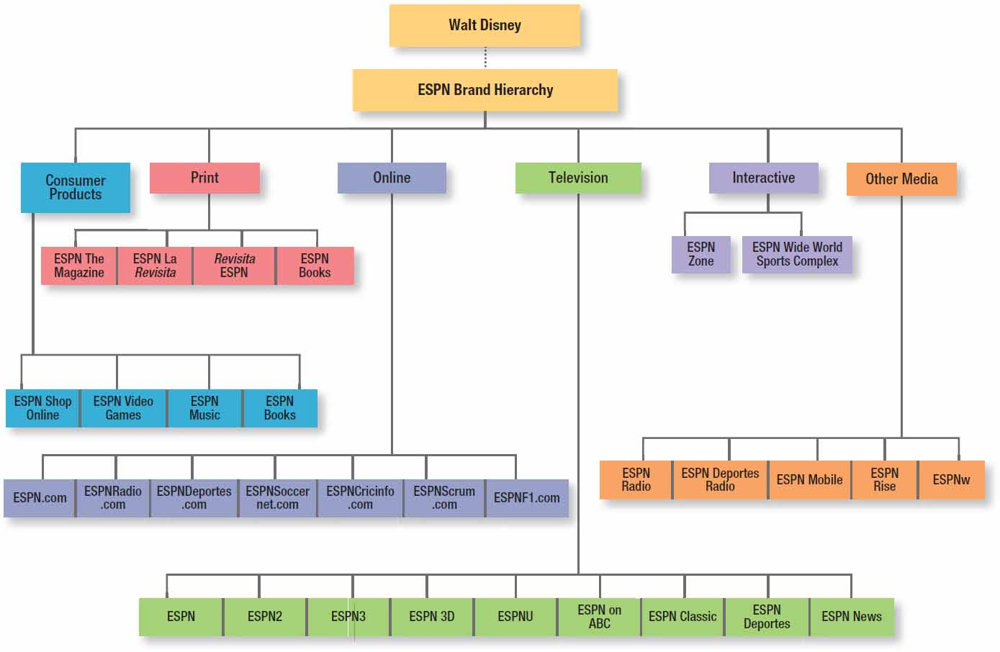 Walt Disney
ESPN Brand Hierarchy
Consumer
Products
Print
Online
Television
Interactive
Other Media
ESPN
Zone
ESPN Wide World
Sports Complex
ESPN The
Magazine
ESPN La
Revisita
Revisita
ESPN
ESPN
Books
ESPN Shop
Online
ESPN Video
Games
ESPN
Music
ESPN
Books
ESPN
Radio
ESPN Deportes
Radio
ESPN Mobile
ESPN
Rise
ESPNw
ESPN.com
ESPNRadio
.com
ESPNDeportes
.com
ESPNSoccer
net.com
ESPNCricinfo
.com
ESPNScrum
.com
ESPNF1.com
ESPN
ESPN2
ESPN3
ESPN 3D
ESPNU
ESPN on
ABC
ESPN Classic
ESPN
Deportes
ESPN News